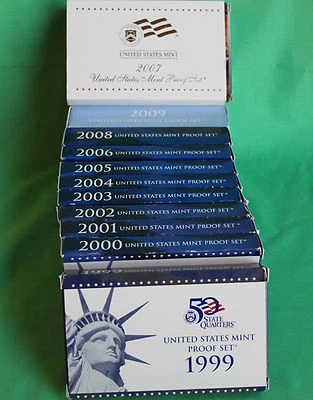 UNITED STATES MINT
2007
United States Mint Proof Set®
2009
UNITED STATES MINT PROOF SET®
2008 UNITED STATES MINT PROOF SET®
2006 UNITED STATES MINT PROOF SET®
2005 UNITED STATES MINT PROOF SET®
2004 UNITED STATES MINT PROOF SET®
2003 UNITED STATES MINT PROOF SET®
2002 UNITED STATES MINT PROOF SET®
2001 UNITED STATES MINT PROOF SET®
2000 UNITED STATES MINT PROOF SET®
1999
50
STATE
QUARTERS™
UNITED STATES MINT
PROOF SET®
1999